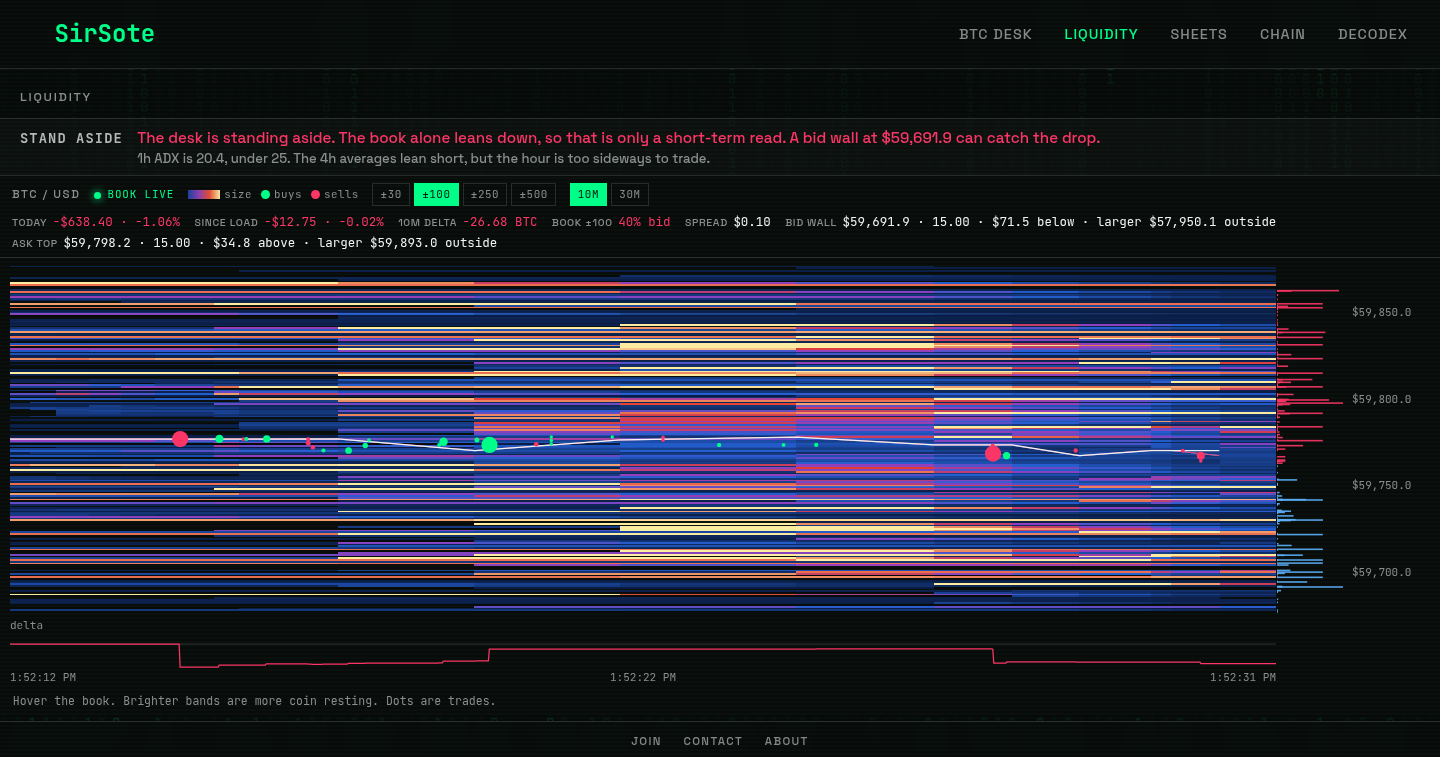 SirSote
BTC DESK LIQUIDITY SHEETS CHAIN DECODEX
LIQUIDITY
STAND ASIDE The desk is standing aside. The book alone leans down, so that is only a short-term read. A bid wall at $59,691.9 can catch the drop.
1h ADX is 20.4, under 25. The 4h averages lean short, but the hour is too sideways to trade.
BTC / USD BOOK LIVE size buys sells ±30 ±100 ±250 ±500 10M 30M
TODAY -$638.40 · -1.06% SINCE LOAD -$12.75 · -0.02% 10M DELTA -26.68 BTC BOOK ±100 40% bid SPREAD $0.10 BID WALL $59,691.9 · 15.00 · $71.5 below · larger $57,950.1 outside
ASK TOP $59,798.2 · 15.00 · $34.8 above · larger $59,893.0 outside
$59,850.0
$59,800.0
$59,750.0
$59,700.0
delta
1:52:12 PM 1:52:22 PM 1:52:31 PM
Hover the book. Brighter bands are more coin resting. Dots are trades.
JOIN CONTACT ABOUT